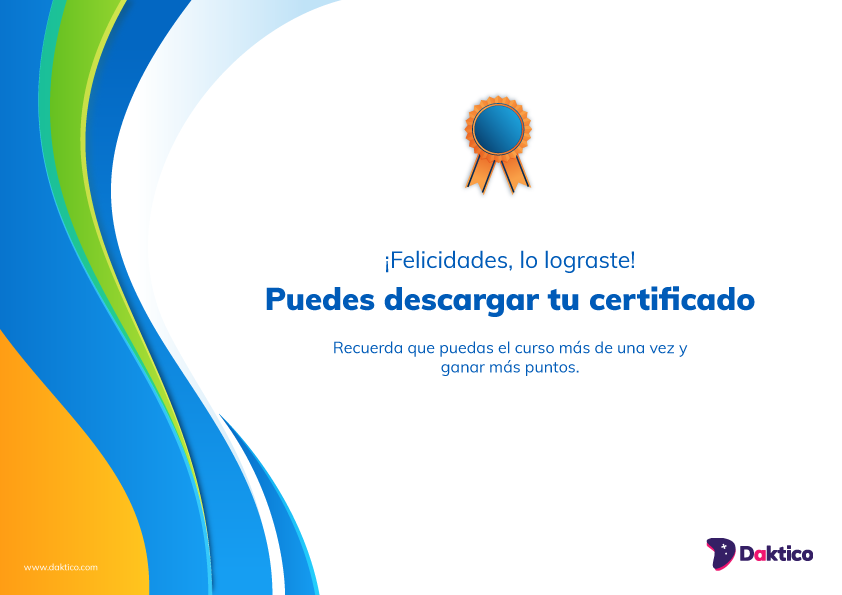 ¡Felicidades, lo lograste!
Puedes descargar tu certificado
Recuerda que puedas el curso más de una vez y
ganar más puntos.
www.daktico.com
Daktico